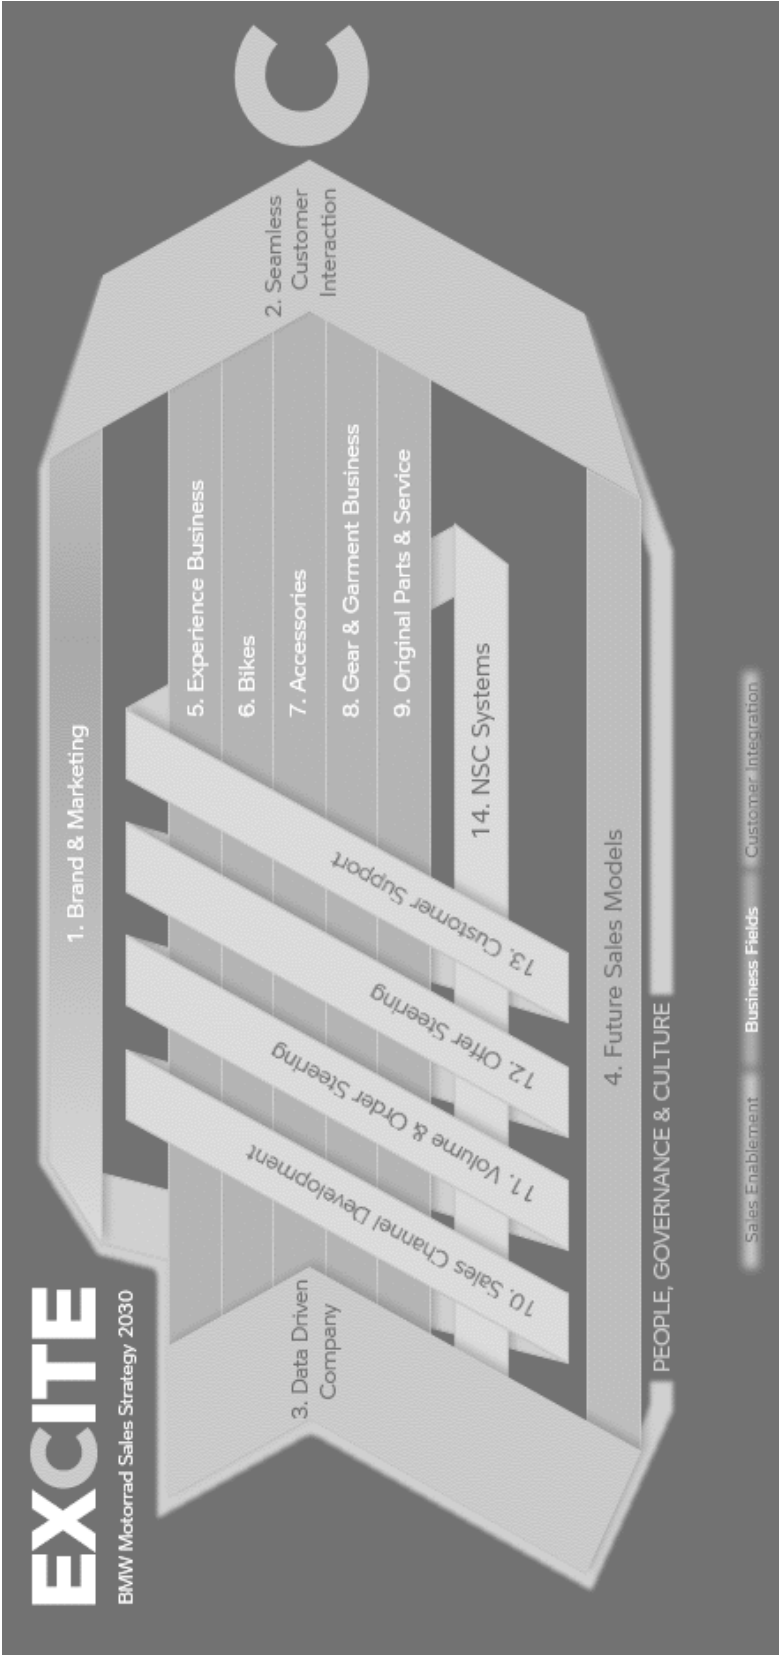 EXCITE
BMW Motorrad Sales Strategy 2030
1. Brand & Marketing
2. Seamless
Customer
Interaction
C
3. Data Driven
Company
5. Experience Business
6. Bikes
7. Accessories
8. Gear & Garment Business
9. Original Parts & Service
10. Sales Channel Development
11. Volume & Order Steering
12. Offer Steering
13. Customer Support
14. NSC Systems
4. Future Sales Models
PEOPLE, GOVERNANCE & CULTURE
Sales Enablement
Business Fields
Customer Integration